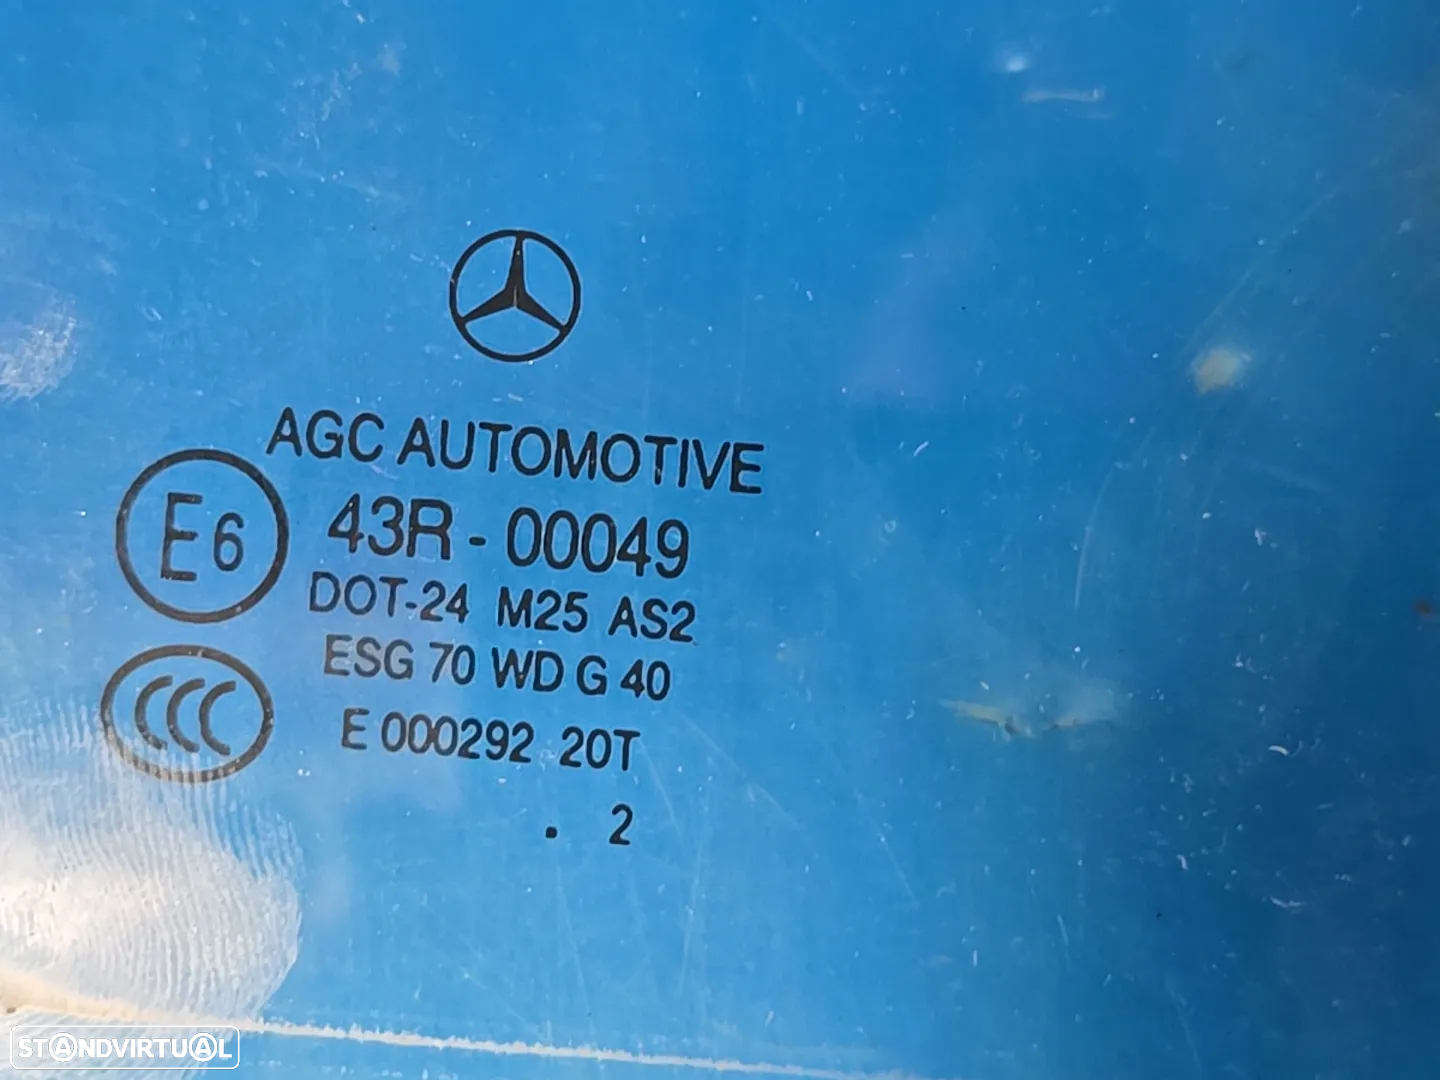 AGC AUTOMOTIVE
E6
43R - 00049
DOT-24 M25 AS2
ESG 70 WD G 40
CCC
E 000292 20T
. 2
STANDVIRTUAL